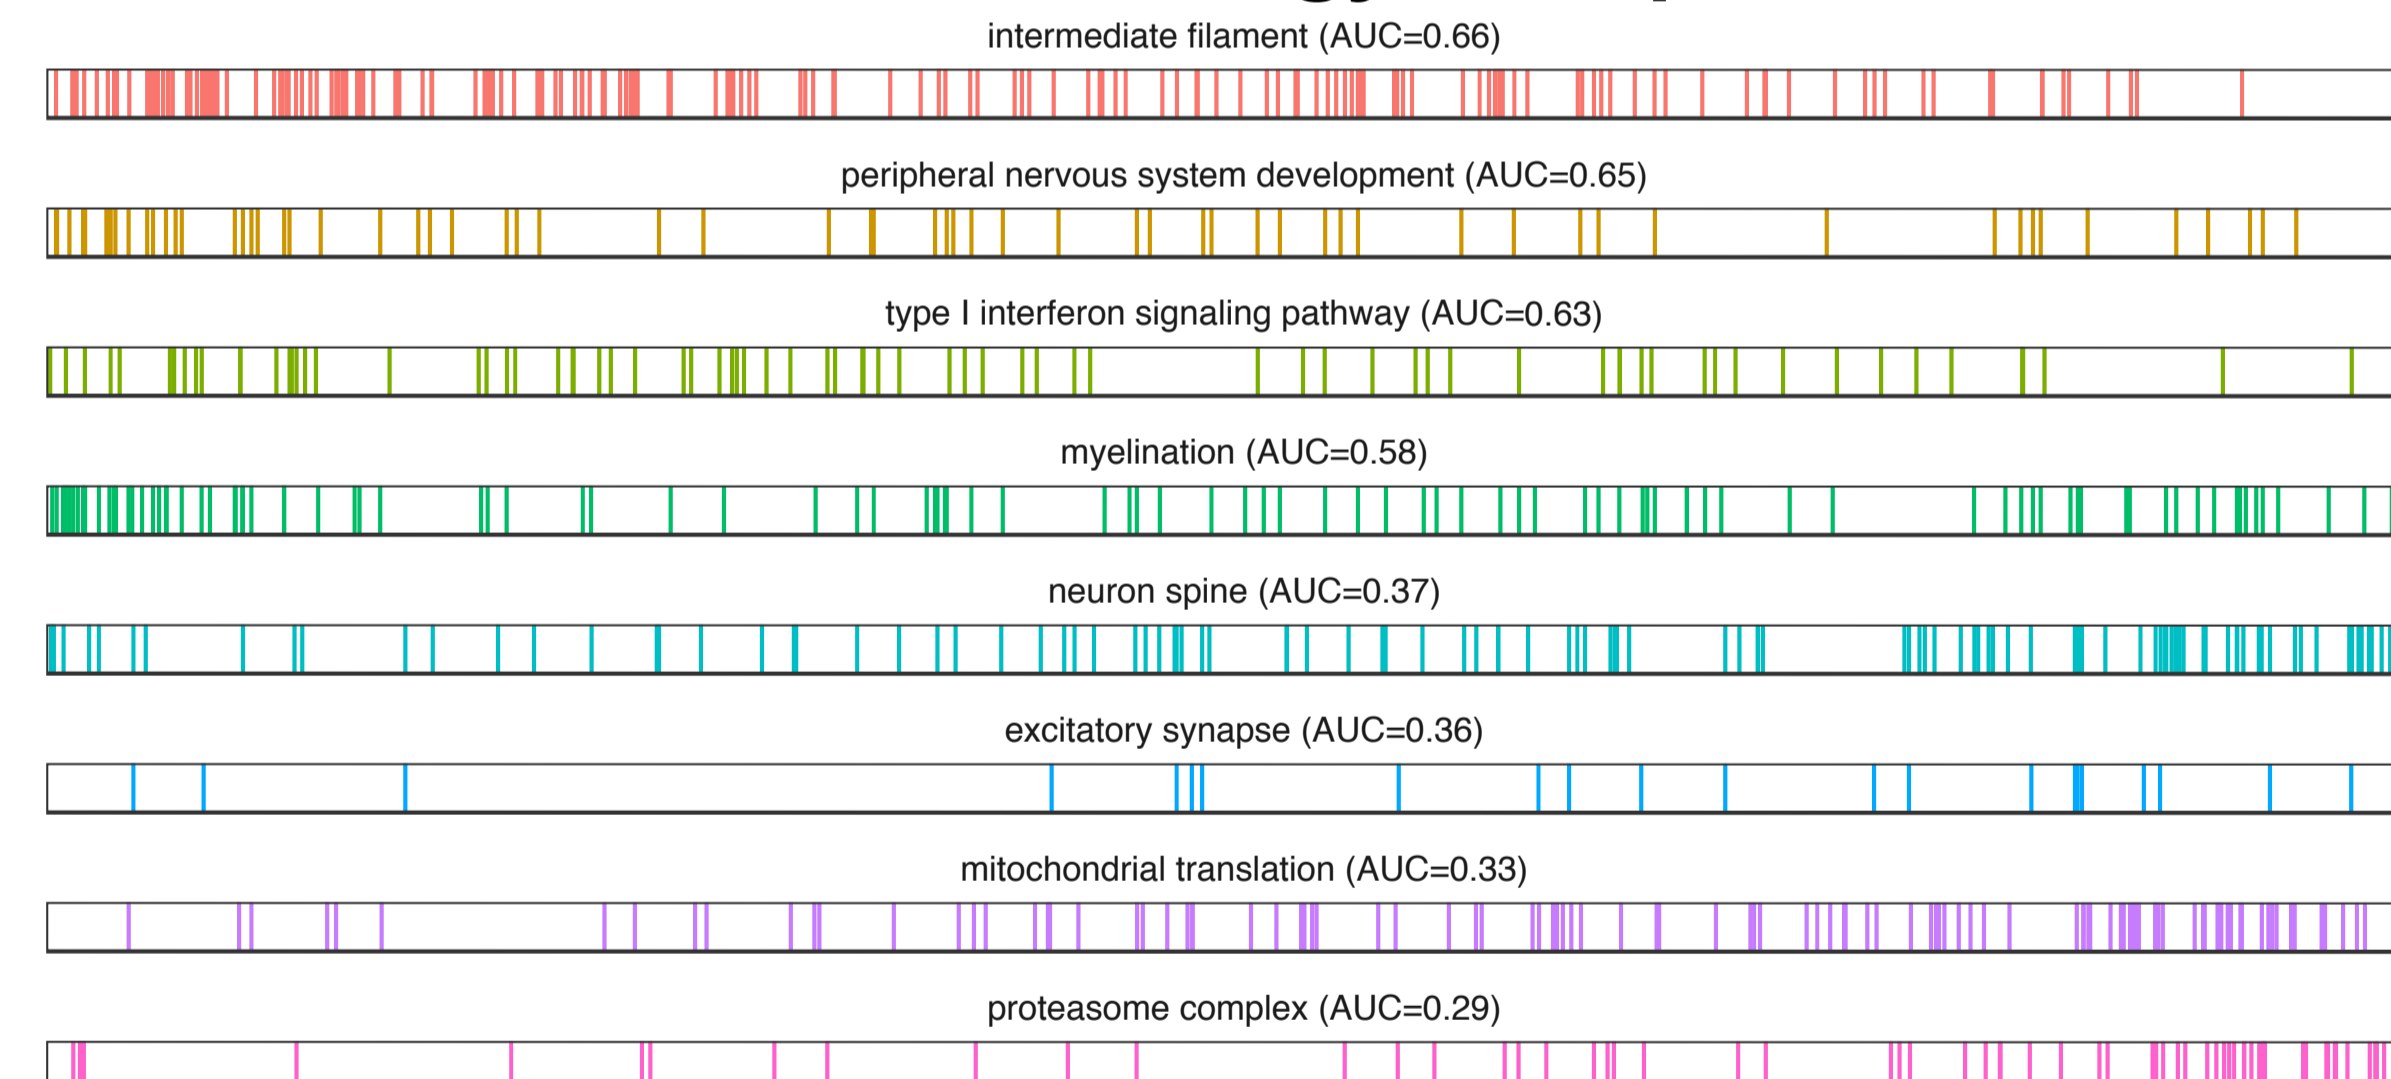 intermediate filament (AUC=0.66)
peripheral nervous system development (AUC=0.65)
type I interferon signaling pathway (AUC=0.63)
myelination (AUC=0.58)
neuron spine (AUC=0.37)
excitatory synapse (AUC=0.36)
mitochondrial translation (AUC=0.33)
proteasome complex (AUC=0.29)